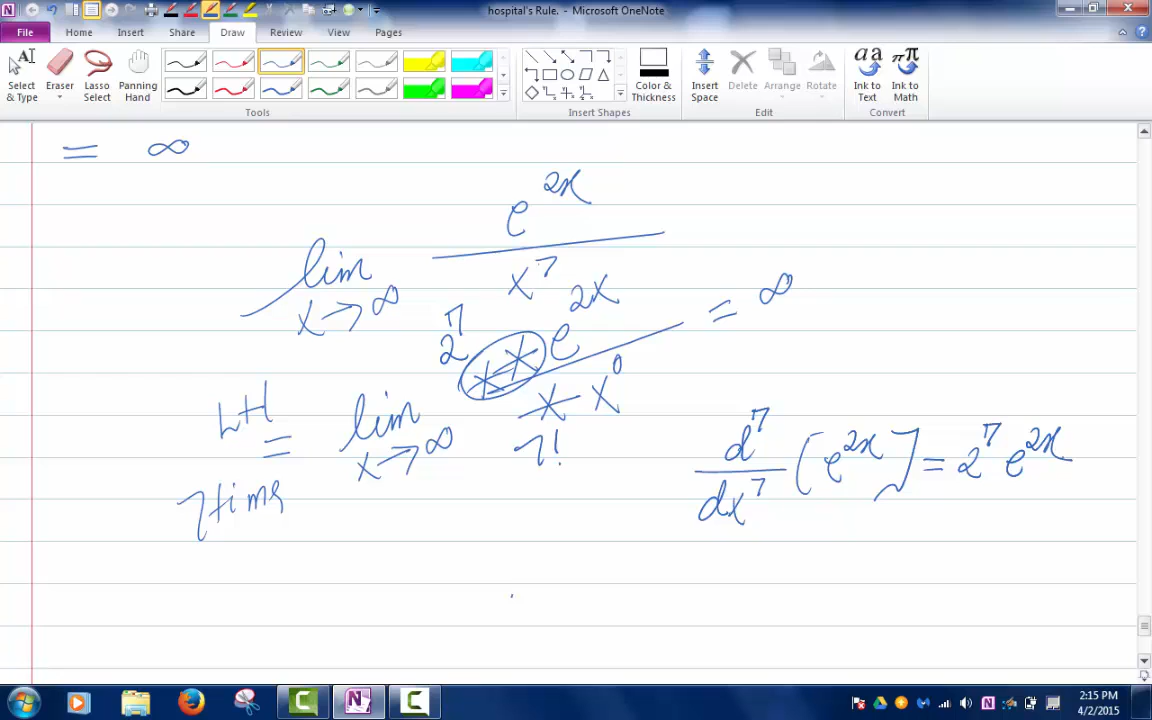 hospital's Rule. - Microsoft OneNote
File Home Insert Draw Review View Pages
Select & Type Eraser Lasso Select Panning Hand Color & Thickness Insert Space Delete Arrange Rotate Ink to Text Ink to Math
Tools Insert Shapes Edit Convert
= ∞
lim x→∞ e^2x / x^7
LH = 7 times lim x→∞ 2^7 e^2x / 7! x^0 = ∞
d^7/dx^7 [e^2x] = 2^7 e^2x
2:15 PM
4/2/2015